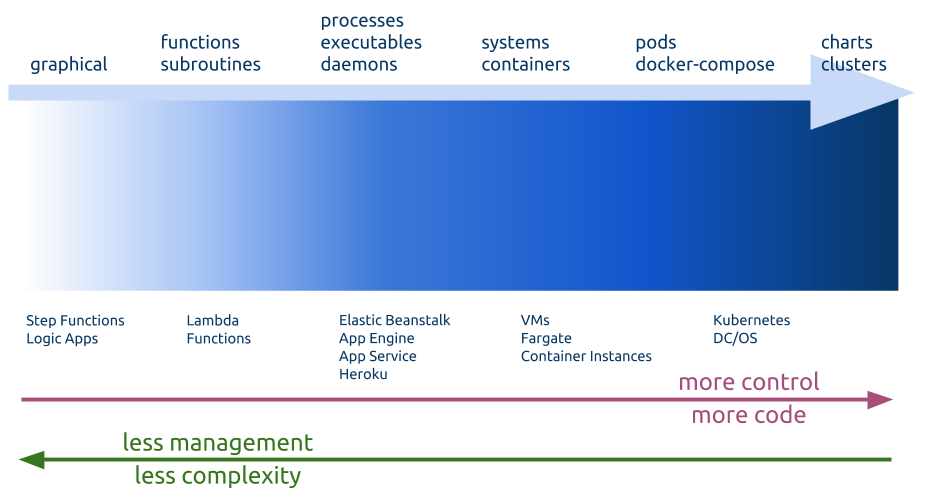 graphical
functions
subroutines
processes
executables
daemons
systems
containers
pods
docker-compose
charts
clusters
Step Functions
Logic Apps
Lambda
Functions
Elastic Beanstalk
App Engine
App Service
Heroku
VMs
Fargate
Container Instances
Kubernetes
DC/OS
more control
more code
less management
less complexity